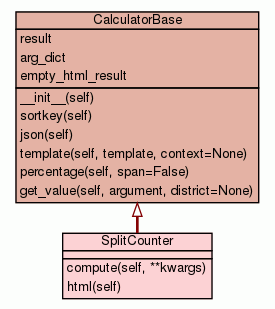 CalculatorBase
result
arg_dict
empty_html_result
__init__(self)
sortkey(self)
json(self)
template(self, template, context=None)
percentage(self, span=False)
get_value(self, argument, district=None)
SplitCounter
compute(self, **kwargs)
html(self)